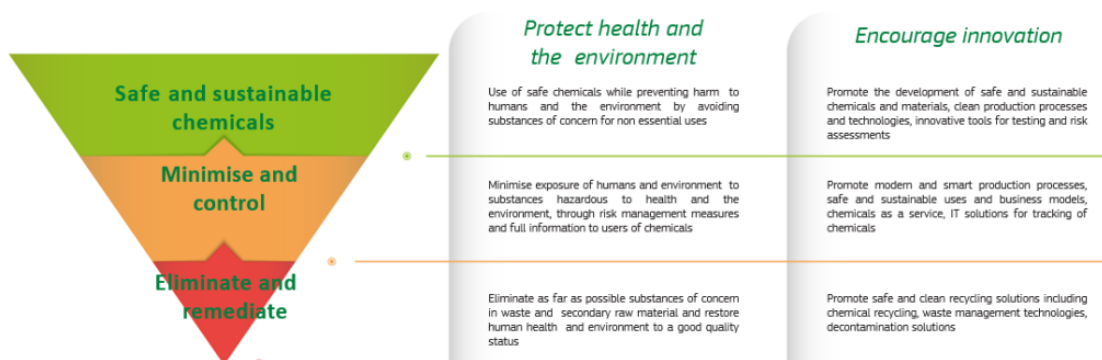 Safe and sustainable
chemicals
Minimise and
control
Eliminate and
remediate
Protect health and
the environment
Use of safe chemicals while preventing harm to
humans and the environment by avoiding
substances of concern for non essential uses
Minimise exposure of humans and environment to
substances hazardous to health and the
environment, through risk management measures
and full information to users of chemicals
Eliminate as far as possible substances of concern
in waste and secondary raw material and restore
human health and environment to a good quality
status
Encourage innovation
Promote the development of safe and sustainable
chemicals and materials, clean production processes
and technologies, innovative tools for testing and risk
assessments
Promote modern and smart production processes,
safe and sustainable uses and business models,
chemicals as a service, IT solutions for tracking of
chemicals
Promote safe and clean recycling solutions including
chemical recycling, waste management technologies,
decontamination solutions